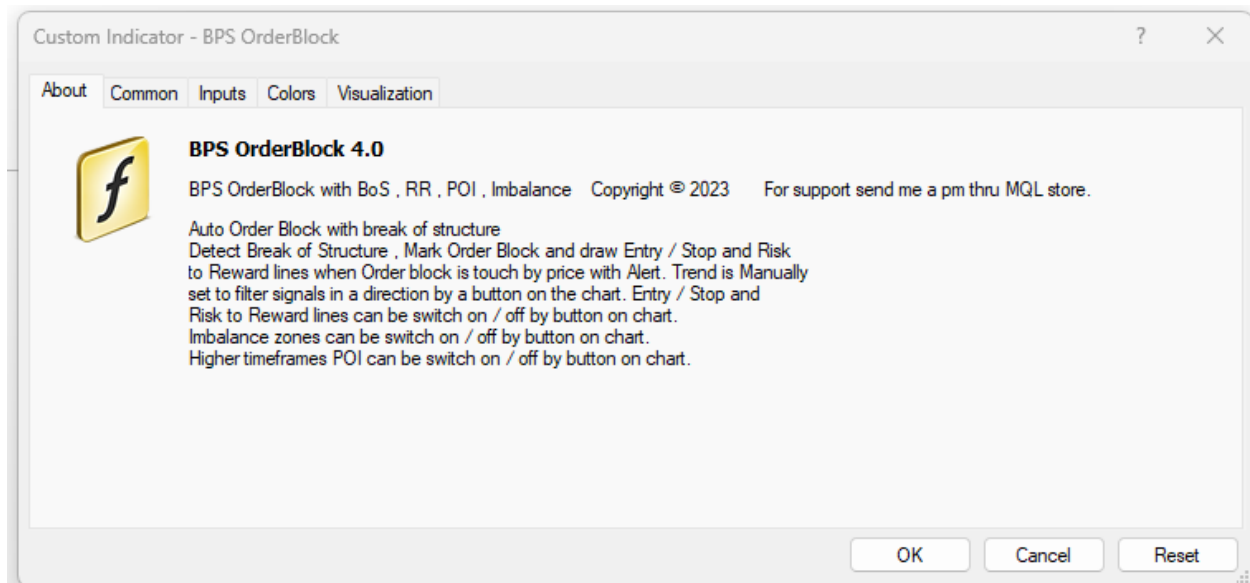 Custom Indicator - BPS OrderBlock
? ×
About Common Inputs Colors Visualization
f
BPS OrderBlock 4.0
BPS OrderBlock with BoS , RR , POI , Imbalance Copyright © 2023 For support send me a pm thru MQL store.
Auto Order Block with break of structure
Detect Break of Structure , Mark Order Block and draw Entry / Stop and Risk
to Reward lines when Order block is touch by price with Alert. Trend is Manually
set to filter signals in a direction by a button on the chart. Entry / Stop and
Risk to Reward lines can be switch on / off by button on chart.
Imbalance zones can be switch on / off by button on chart.
Higher timeframes POI can be switch on / off by button on chart.
OK Cancel Reset